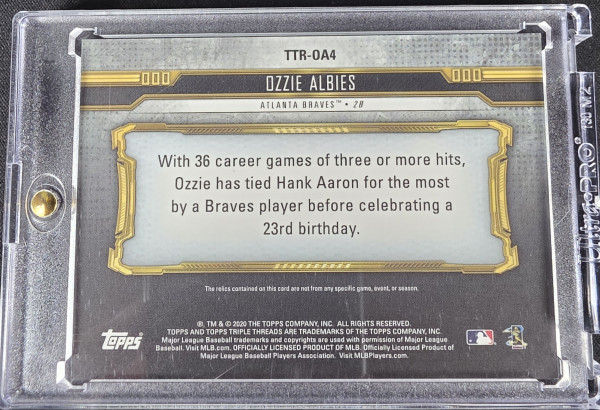 TTR-OA4
OZZIE ALBIES
ATLANTA BRAVES™ • 2B
With 36 career games of three or more hits,
Ozzie has tied Hank Aaron for the most
by a Braves player before celebrating a
23rd birthday.
The relics contained on this card are not from any specific game, event, or season.
®, TM & © 2020 THE TOPPS COMPANY, INC. ALL RIGHTS RESERVED.
TOPPS AND TOPPS TRIPLE THREADS ARE TRADEMARKS OF THE TOPPS COMPANY, INC.
Major League Baseball trademarks and copyrights are used with permission of Major League
Baseball. Visit MLB.com. OFFICIALLY LICENSED PRODUCT OF MLB. Officially Licensed Product of
Major League Baseball Players Association. Visit MLBPlayers.com.
Topps
UltraPRO